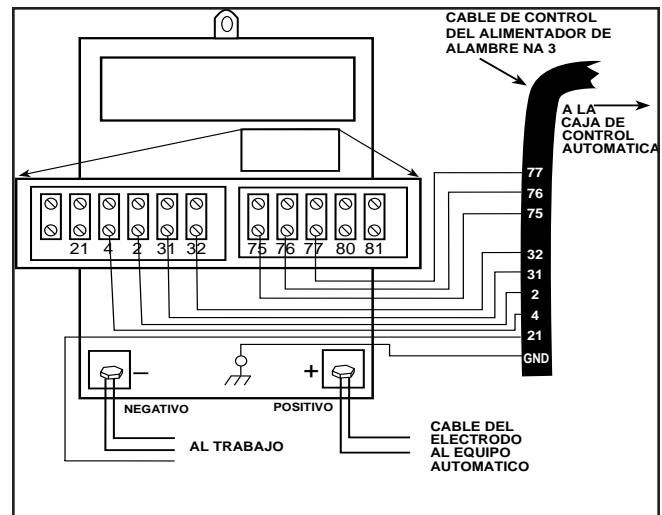 CABLE DE CONTROL
DEL ALIMENTADOR DE
ALAMBRE NA 3
A LA
CAJA DE
CONTROL
AUTOMATICA
77
76
75
32
31
2
4
21
GND
21 4 2 31 32 75 76 77 80 81
− +
NEGATIVO POSITIVO
AL TRABAJO
CABLE DEL
ELECTRODO
AL EQUIPO
AUTOMATICO